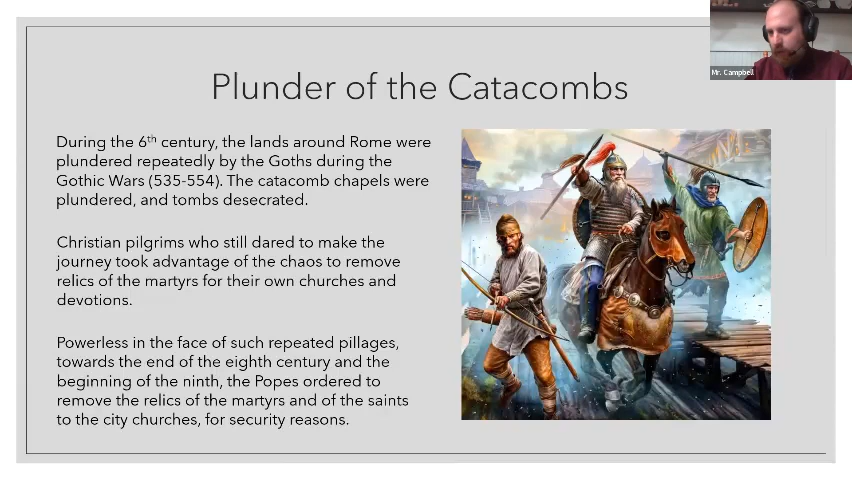 Mr. Campbell
Plunder of the Catacombs
During the 6th century, the lands around Rome were
plundered repeatedly by the Goths during the
Gothic Wars (535-554). The catacomb chapels were
plundered, and tombs desecrated.
Christian pilgrims who still dared to make the
journey took advantage of the chaos to remove
relics of the martyrs for their own churches and
devotions.
Powerless in the face of such repeated pillages,
towards the end of the eighth century and the
beginning of the ninth, the Popes ordered to
remove the relics of the martyrs and of the saints
to the city churches, for security reasons.